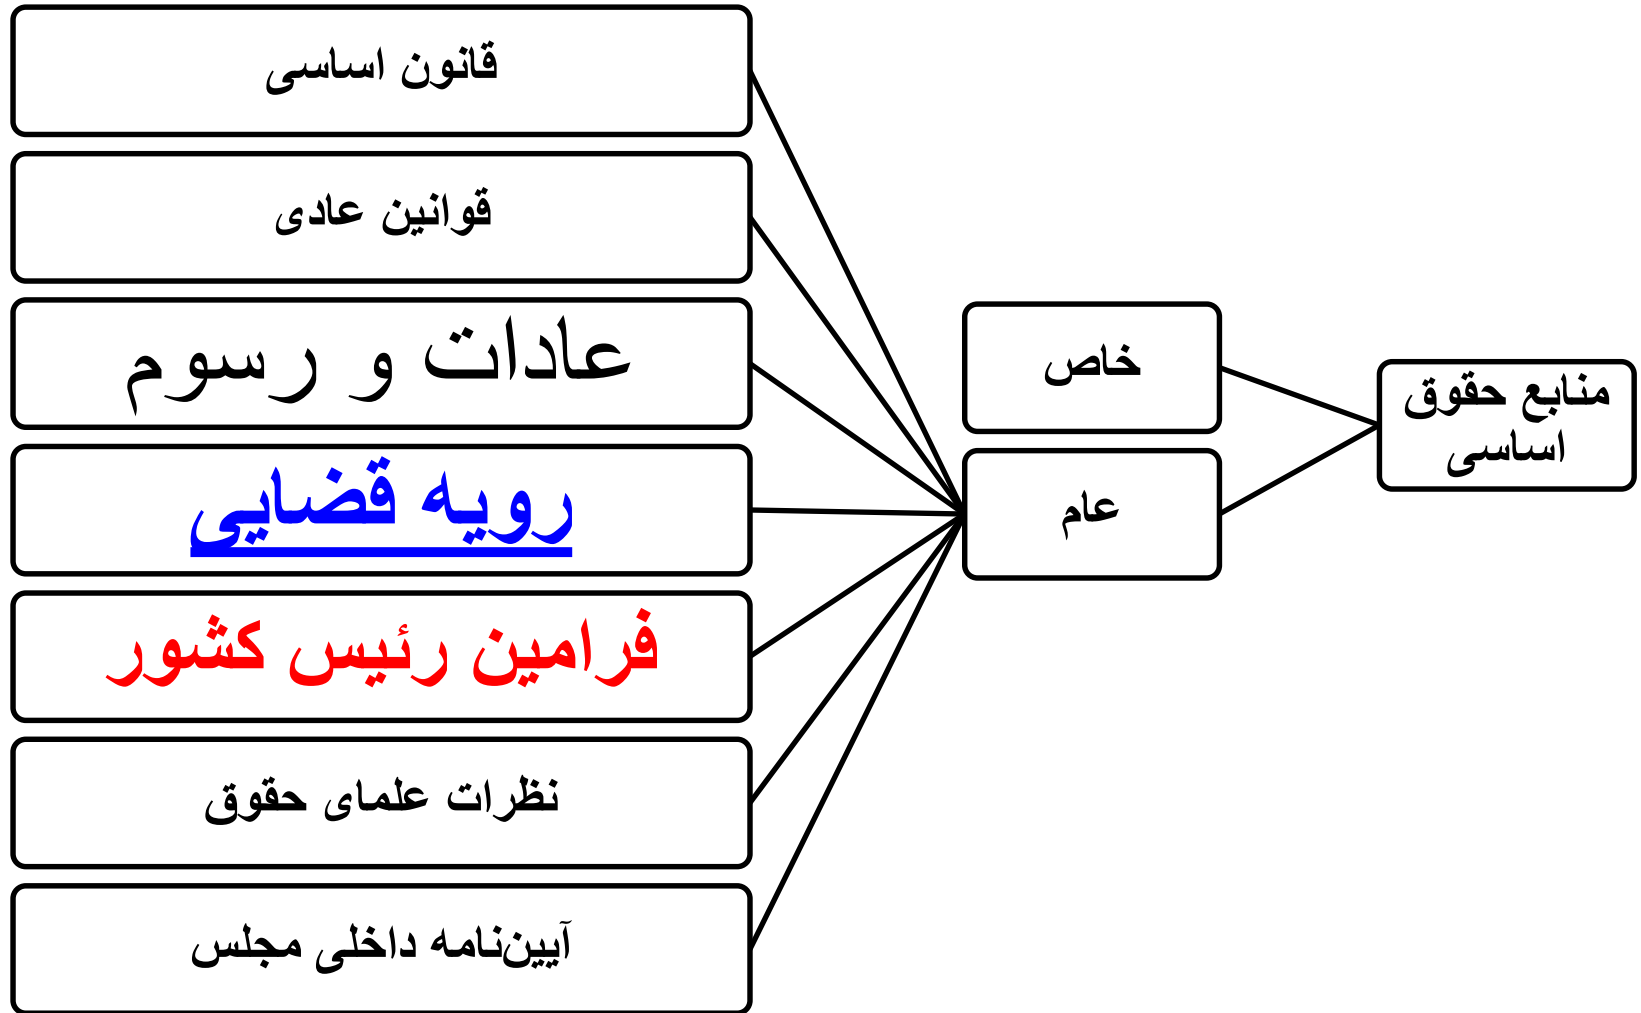 منابع حقوق
اساسی
خاص
عام
قانون اساسی
قوانین عادی
عادات و رسوم
رویه قضایی
فرامین رئیس کشور
نظرات علمای حقوق
آیین‌نامه داخلی مجلس